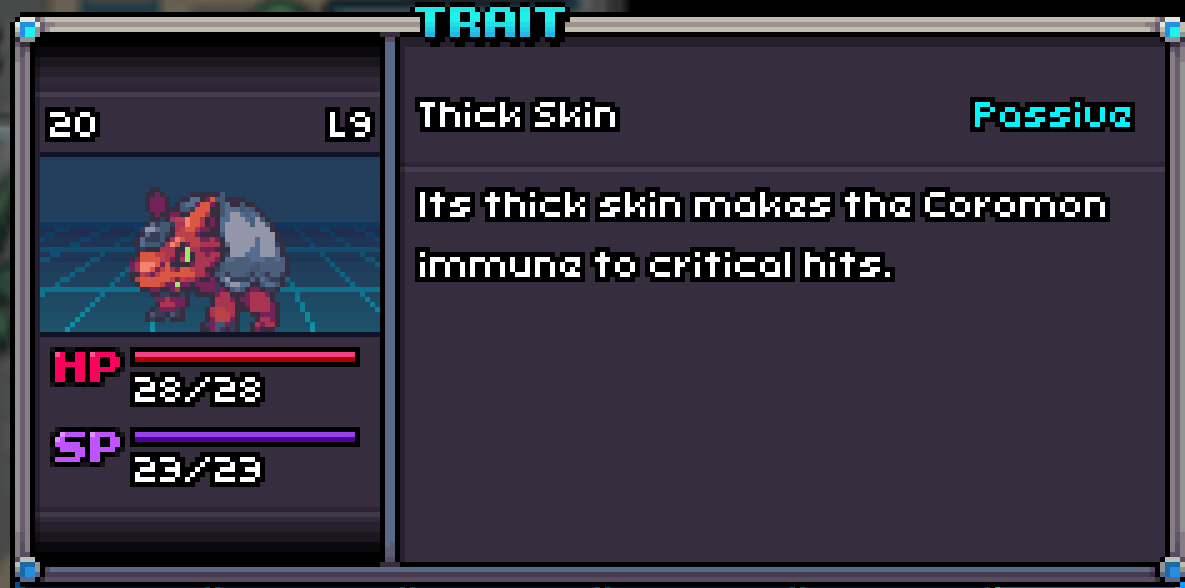 TRAIT
20 L9
Thick Skin Passive
Its thick skin makes the Coromon
immune to critical hits.
HP
28/28
SP
23/23